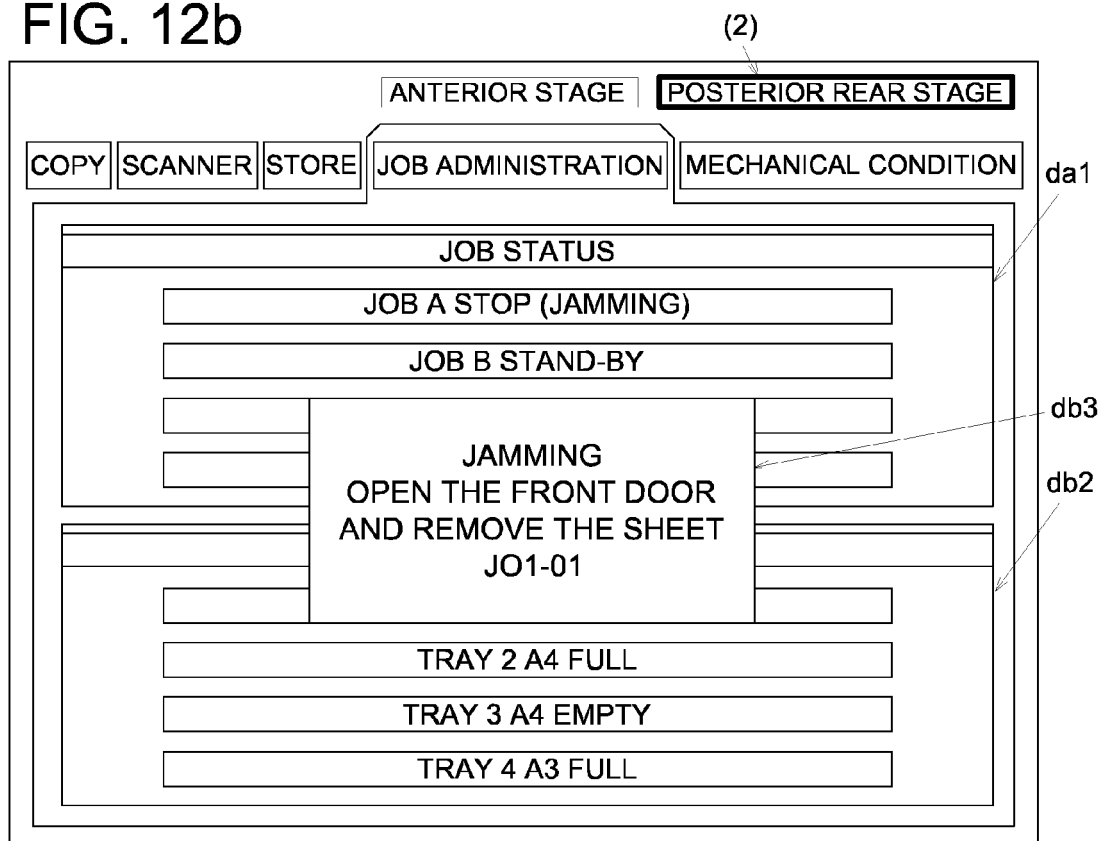 FIG. 12b
(2)
ANTERIOR STAGE POSTERIOR REAR STAGE
COPY SCANNER STORE JOB ADMINISTRATION MECHANICAL CONDITION
da1
JOB STATUS
JOB A STOP (JAMMING)
JOB B STAND-BY
db3
JAMMING
OPEN THE FRONT DOOR
db2
AND REMOVE THE SHEET
JO1-01
TRAY 2 A4 FULL
TRAY 3 A4 EMPTY
TRAY 4 A3 FULL